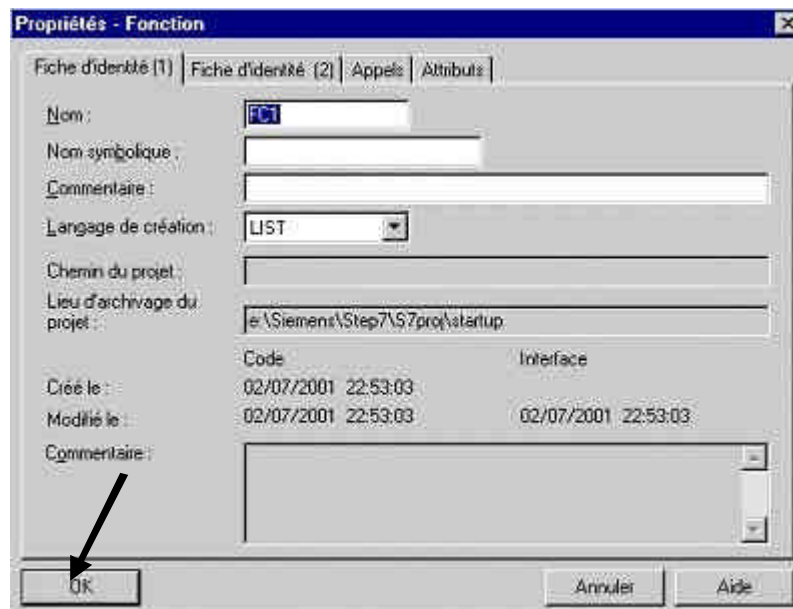 Propriétés - Fonction
Fiche d'identité (1) Fiche d'identité (2) Appels Attributs
Nom : FC1
Nom symbolique :
Commentaire :
Langage de création : LIST
Chemin du projet :
Lieu d'archivage du
projet : e:\Siemens\Step7\S7proj\startup
Code Interface
Créé le : 02/07/2001 22:53:03
Modifié le : 02/07/2001 22:53:03 02/07/2001 22:53:03
Commentaire :
OK Annuler Aide